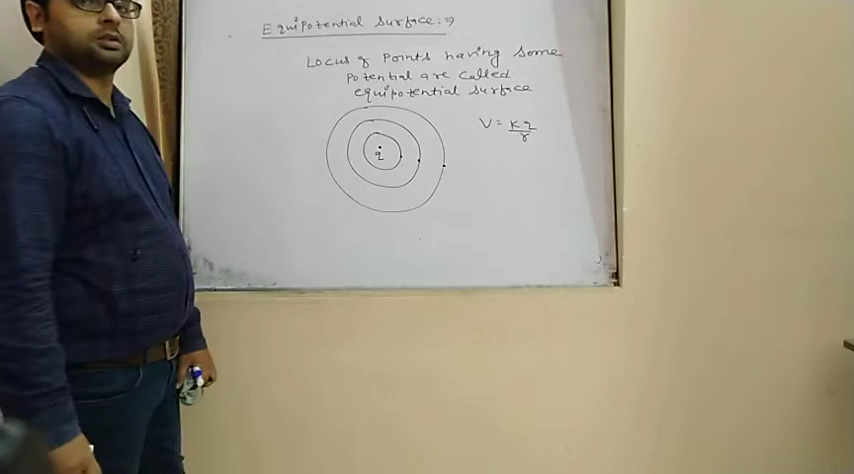 Equipotential surface:⇒
Locus of Points having some
Potential are called
equipotential surface
V = Kq/r
q